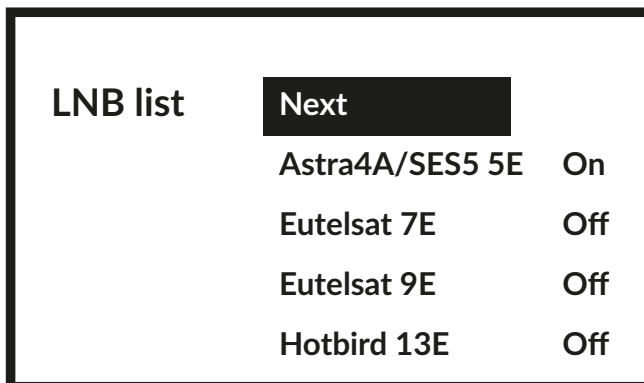 LNB list Next
Astra4A/SES5 5E On
Eutelsat 7E Off
Eutelsat 9E Off
Hotbird 13E Off